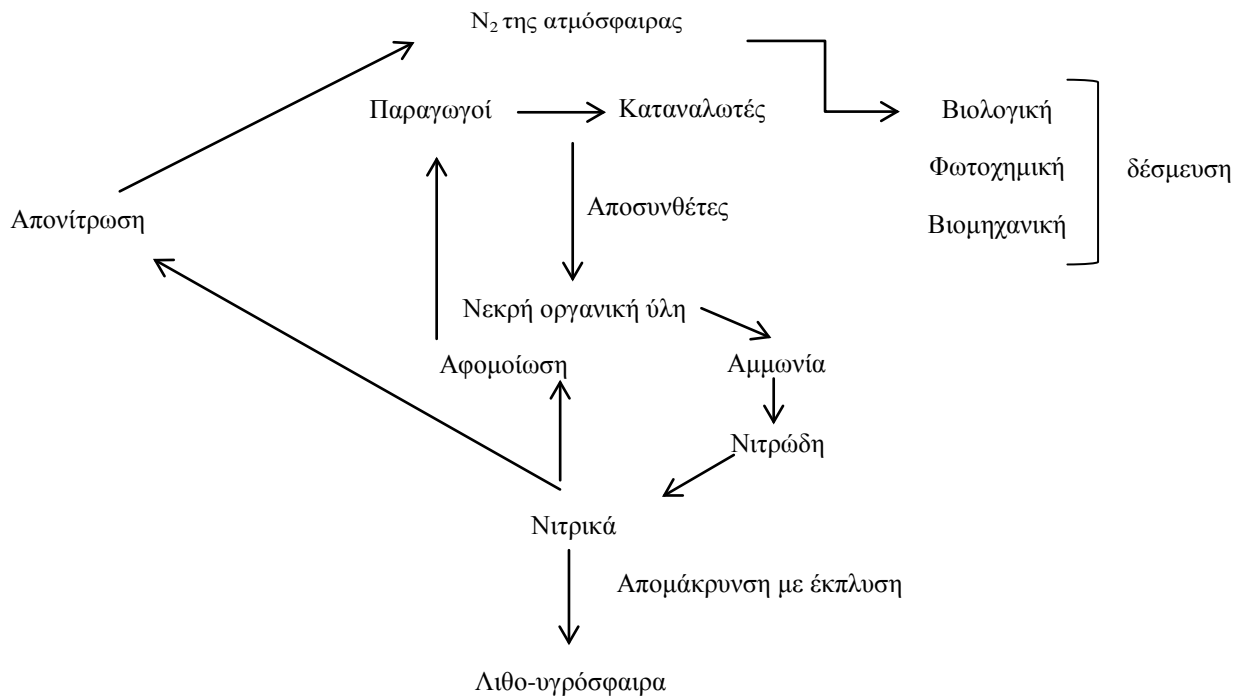 N₂ της ατμόσφαιρας
Παραγωγοί
Καταναλωτές
Βιολογική
Φωτοχημική
δέσμευση
Αποσυνθέτες
Απονίτρωση
Βιομηχανική
Νεκρή οργανική ύλη
Αφομοίωση
Αμμωνία
Νιτρώδη
Νιτρικά
Απομάκρυνση με έκπλυση
Λιθο-υγρόσφαιρα